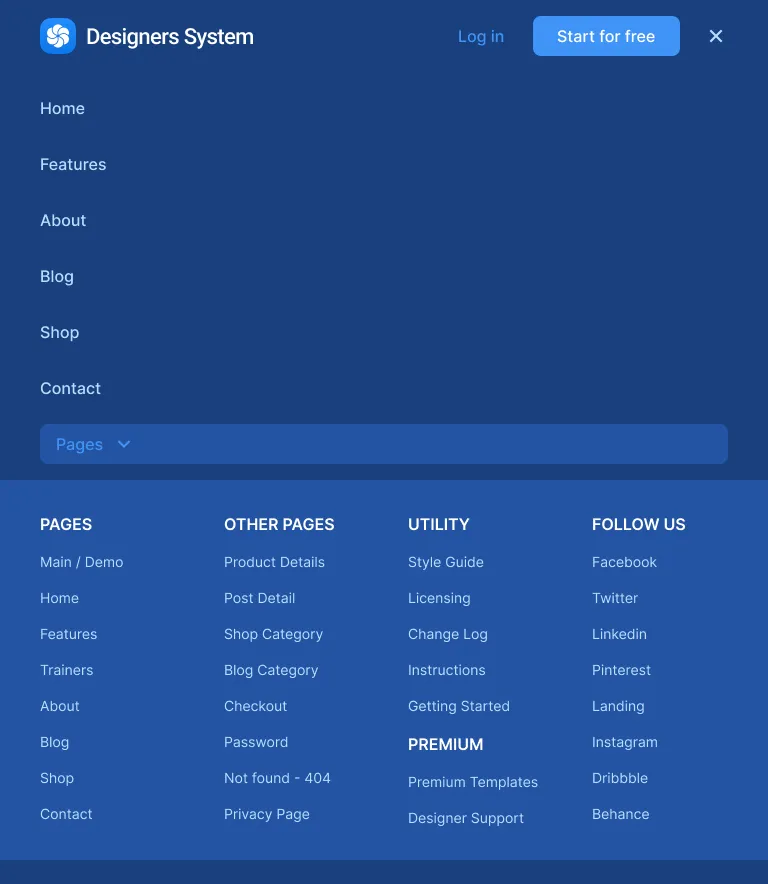 Designers System
Log in
Start for free
Home
Features
About
Blog
Shop
Contact
Pages
PAGES
Main / Demo
Home
Features
Trainers
About
Blog
Shop
Contact
OTHER PAGES
Product Details
Post Detail
Shop Category
Blog Category
Checkout
Password
Not found - 404
Privacy Page
UTILITY
Style Guide
Licensing
Change Log
Instructions
Getting Started
PREMIUM
Premium Templates
Designer Support
FOLLOW US
Facebook
Twitter
Linkedin
Pinterest
Landing
Instagram
Dribbble
Behance